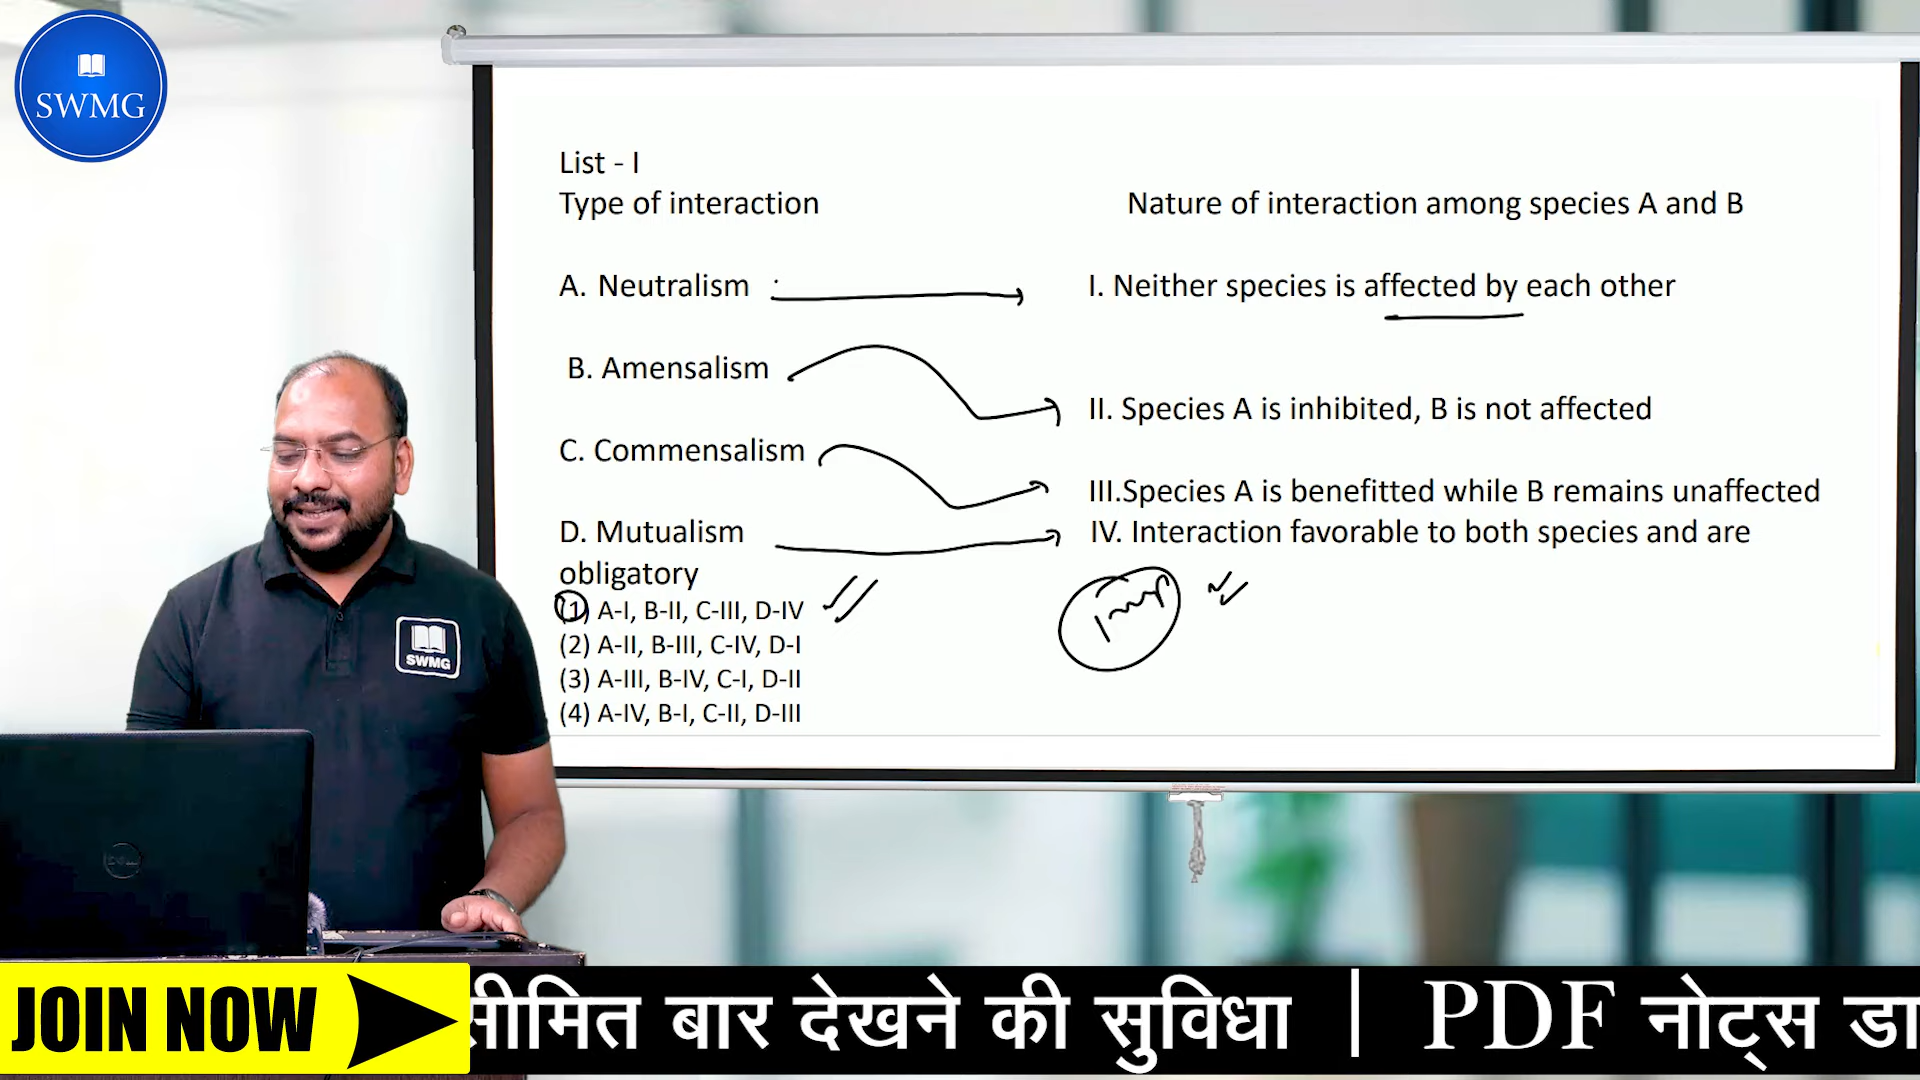 SWMG
List - I
Type of interaction
Nature of interaction among species A and B
A. Neutralism
I. Neither species is affected by each other
B. Amensalism
II. Species A is inhibited, B is not affected
C. Commensalism
III.Species A is benefitted while B remains unaffected
D. Mutualism
IV. Interaction favorable to both species and are
obligatory
(1) A-I, B-II, C-III, D-IV
(2) A-II, B-III, C-IV, D-I
(3) A-III, B-IV, C-I, D-II
(4) A-IV, B-I, C-II, D-III
SWMG
DELL
JOIN NOW
सीमित बार देखने की सुविधा | PDF नोट्स डा